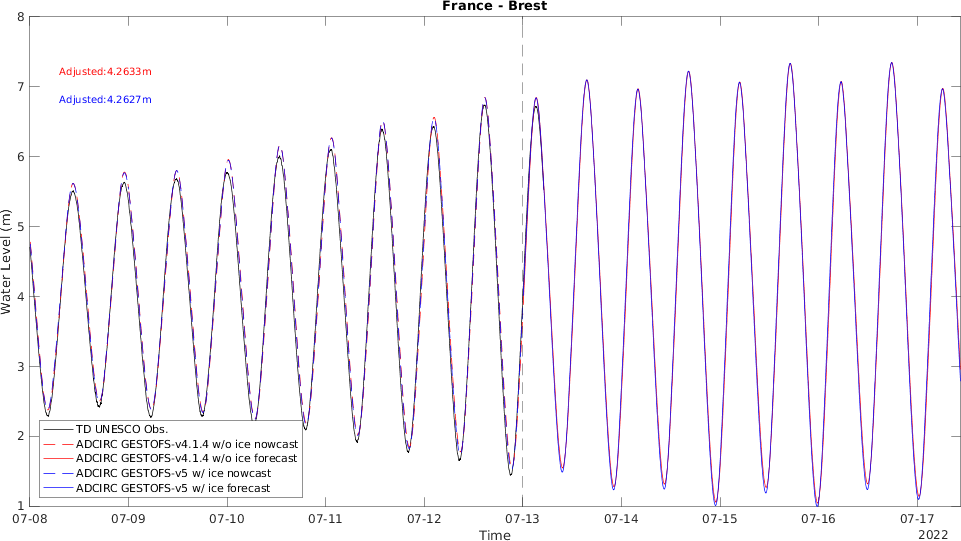 France - Brest
8
7
6
5
4
3
2
1
Water Level (m)
Adjusted:4.2633m
Adjusted:4.2627m
TD UNESCO Obs.
ADCIRC GESTOFS-v4.1.4 w/o ice nowcast
ADCIRC GESTOFS-v4.1.4 w/o ice forecast
ADCIRC GESTOFS-v5 w/ ice nowcast
ADCIRC GESTOFS-v5 w/ ice forecast
07-08 07-09 07-10 07-11 07-12 07-13 07-14 07-15 07-16 07-17
Time
2022